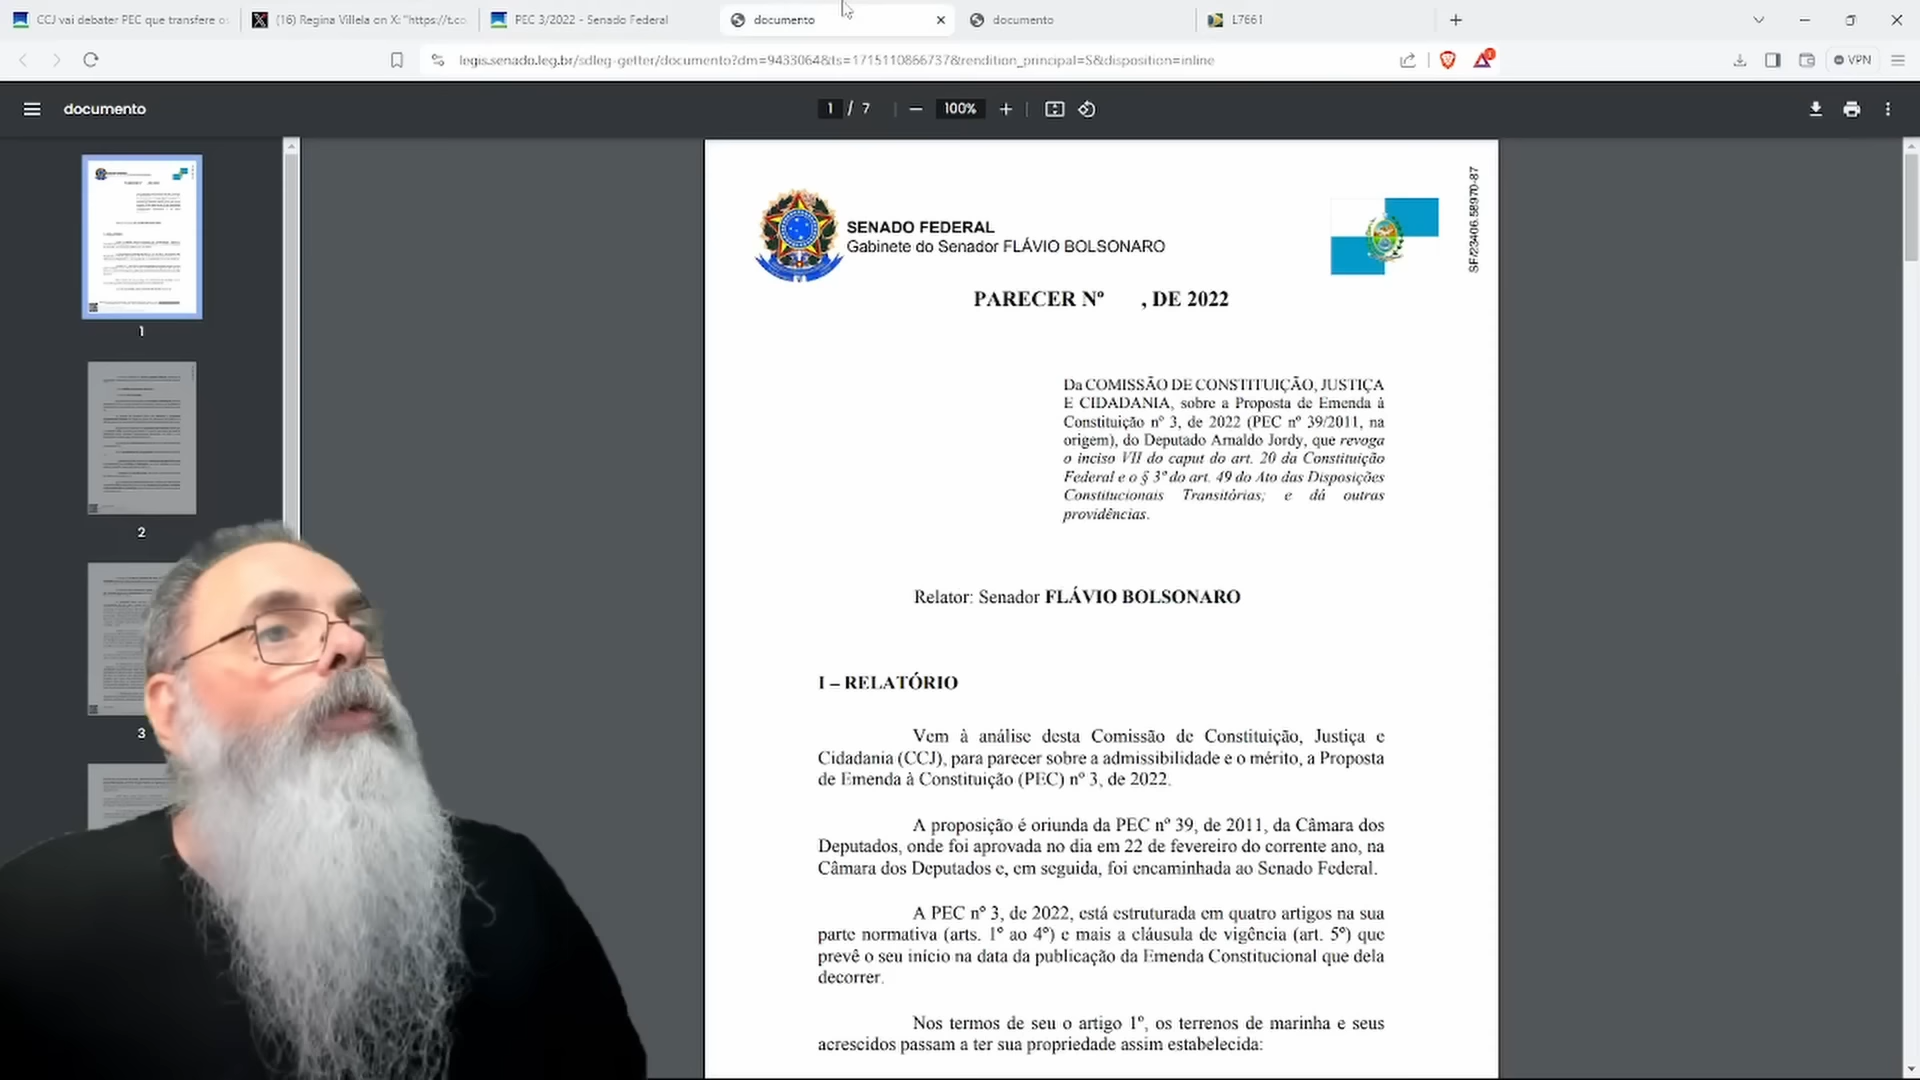 CCJ vai debater PEC que transfere os
(16) Regina Villela on X: "https://t.co
PEC 3/2022 - Senado Federal
documento
documento
L7661
legis.senado.leg.br/sdleg-getter/documento?dm=9433064&ts=1715110866737&rendition_principal=S&disposition=inline
VPN
documento
1 / 7
100%
1
2
3
SENADO FEDERAL
Gabinete do Senador FLÁVIO BOLSONARO
SF/23406.58970-87
PARECER Nº , DE 2022
Da COMISSÃO DE CONSTITUIÇÃO, JUSTIÇA
E CIDADANIA, sobre a Proposta de Emenda à
Constituição nº 3, de 2022 (PEC nº 39/2011, na
origem), do Deputado Arnaldo Jordy, que revoga
o inciso VII do caput do art. 20 da Constituição
Federal e o § 3º do art. 49 do Ato das Disposições
Constitucionais Transitórias; e dá outras
providências.
Relator: Senador FLÁVIO BOLSONARO
I – RELATÓRIO
Vem à análise desta Comissão de Constituição, Justiça e
Cidadania (CCJ), para parecer sobre a admissibilidade e o mérito, a Proposta
de Emenda à Constituição (PEC) nº 3, de 2022.
A proposição é oriunda da PEC nº 39, de 2011, da Câmara dos
Deputados, onde foi aprovada no dia em 22 de fevereiro do corrente ano, na
Câmara dos Deputados e, em seguida, foi encaminhada ao Senado Federal.
A PEC nº 3, de 2022, está estruturada em quatro artigos na sua
parte normativa (arts. 1º ao 4º) e mais a cláusula de vigência (art. 5º) que
prevê o seu início na data da publicação da Emenda Constitucional que dela
decorrer.
Nos termos de seu o artigo 1º, os terrenos de marinha e seus
acrescidos passam a ter sua propriedade assim estabelecida: